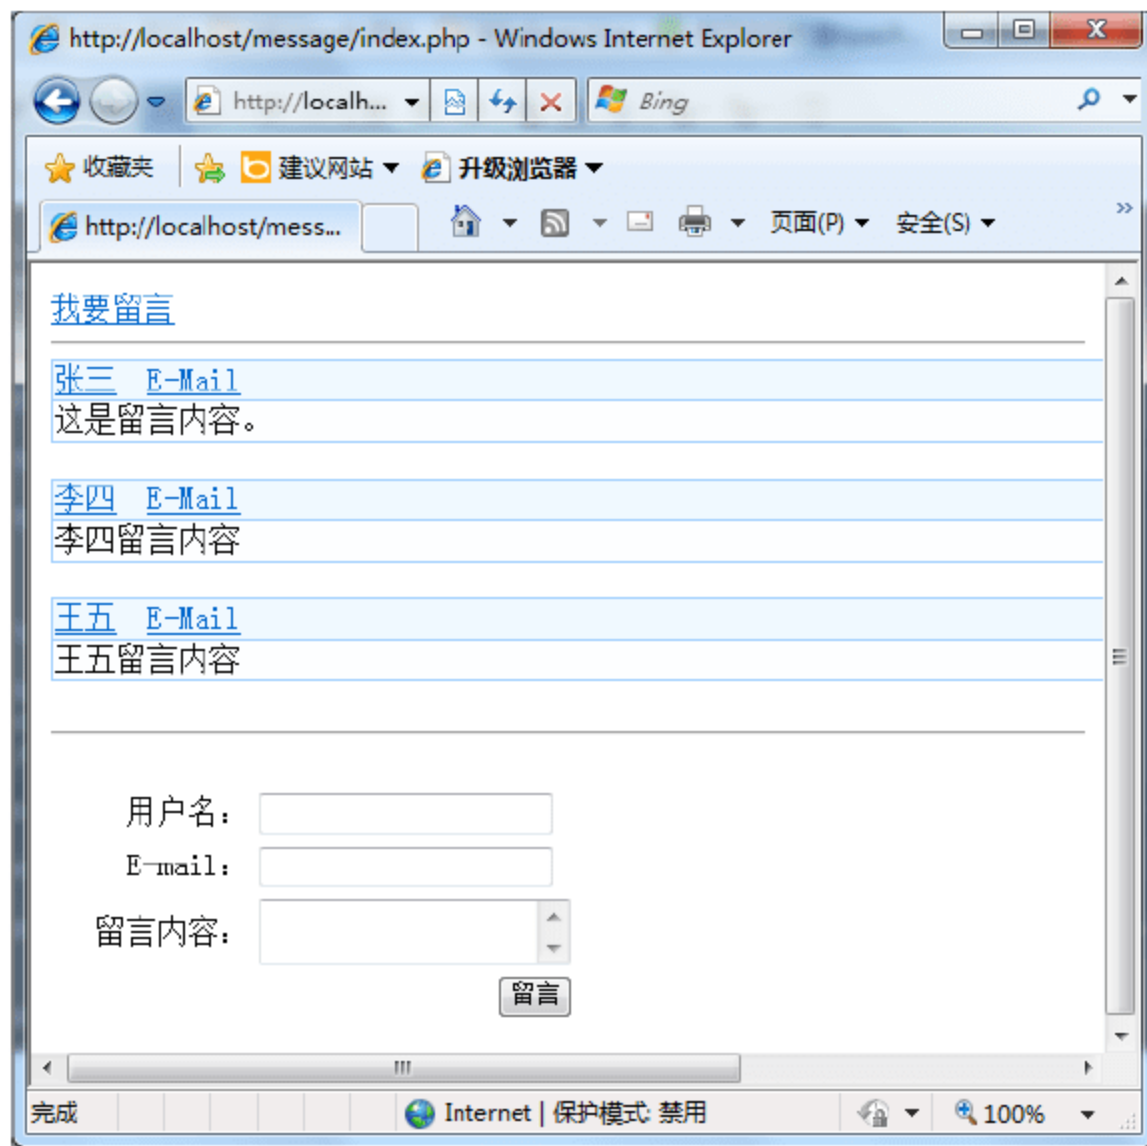 http://localhost/message/index.php - Windows Internet Explorer
http://localh... Bing
收藏夹 建议网站 升级浏览器
http://localhost/mess... 页面(P) 安全(S) »
我要留言
张三 E-Mail
这是留言内容。
李四 E-Mail
李四留言内容
王五 E-Mail
王五留言内容
用户名：
E-mail：
留言内容：
留言
完成 Internet | 保护模式: 禁用 100%